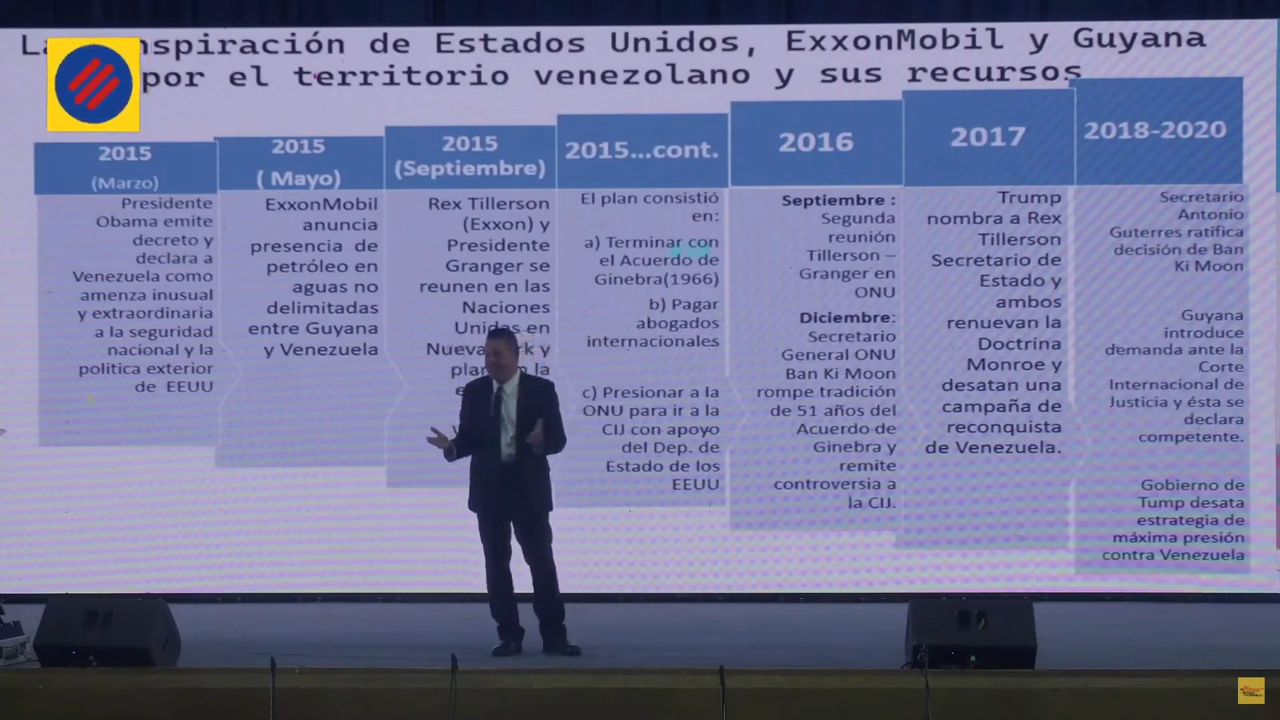 La nspiración de Estados Unidos, ExxonMobil y Guyana
por el territorio venezolano y sus recursos
2015
(Marzo)
Presidente
Obama emite
decreto y
declara a
Venezuela como
amenza inusual
y extraordinaria
a la seguridad
nacional y la
política exterior
de EEUU
2015
( Mayo)
ExxonMobil
anuncia
presencia de
petróleo en
aguas no
delimitadas
entre Guyana
y Venezuela
2015
(Septiembre)
Rex Tillerson
(Exxon) y
Presidente
Granger se
reunen en las
Naciones
Unidas en
Nueva rk y
la
2015...cont.
El plan consistió
en:
a) Terminar con
el Acuerdo de
Ginebra(1966)
b) Pagar
abogados
internacionales
c) Presionar a la
ONU para ir a la
CIJ con apoyo
del Dep. de
Estado de los
EEUU
2016
Septiembre :
Segunda
reunión
Tillerson –
Granger en
ONU
Diciembre:
Secretario
General ONU
Ban Ki Moon
rompe tradición
de 51 años del
Acuerdo de
Ginebra y
remite
controversia a
la CIJ.
2017
Trump
nombra a Rex
Tillerson
Secretario de
Estado y
ambos
renuevan la
Doctrina
Monroe y
desatan una
campaña de
reconquista
de Venezuela.
2018-2020
Secretario
Antonio
Guterres ratifica
decisión de Ban
Ki Moon
Guyana
introduce
demanda ante la
Corte
Internacional de
Justicia y ésta se
declara
competente.
Gobierno de
Tump desata
estrategia de
máxima presión
contra Venezuela